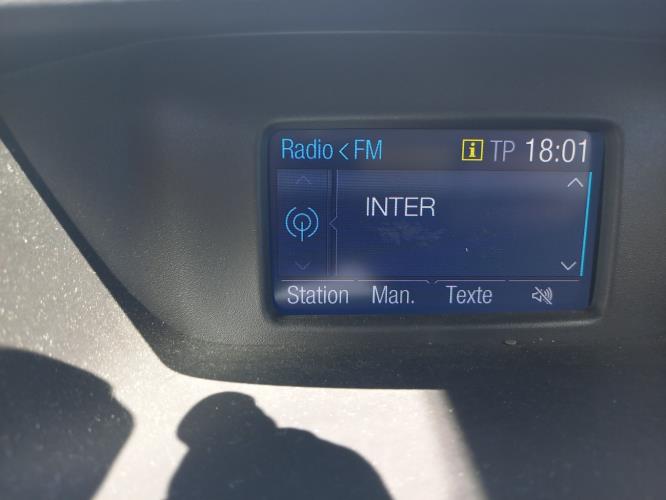 Radio < FM i TP 18:01
INTER
Station Man. Texte